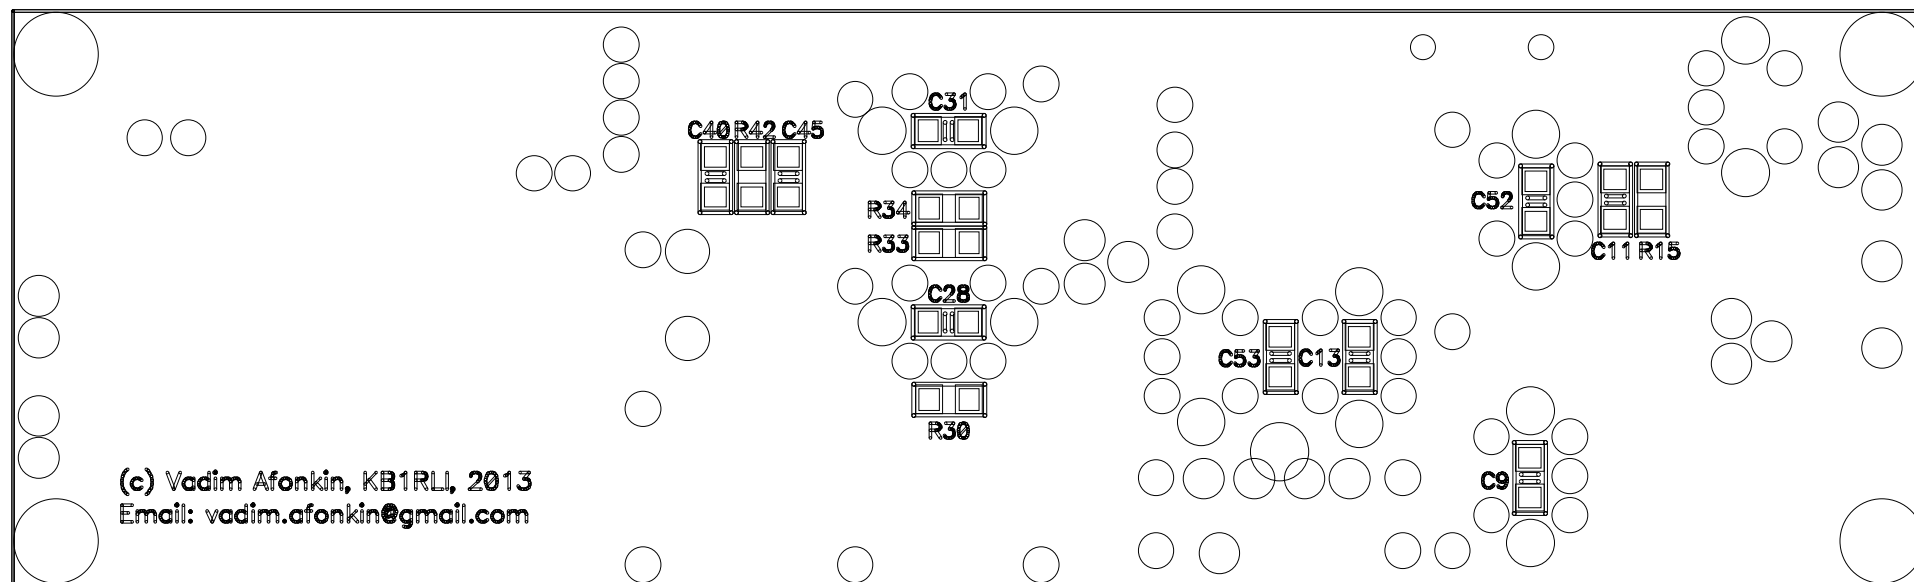 C31
C40 R42 C45
R34
R33
C52
C11 R15
C28
C53 C13
R30
C9
(c) Vadim Afonkin, KB1RLI, 2013
Email: vadim.afonkin@gmail.com